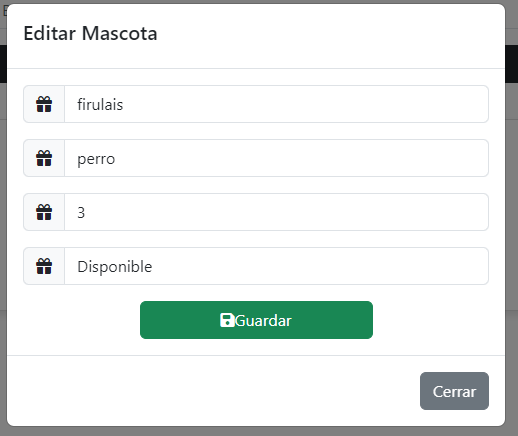 Editar Mascota
firulais
perro
3
Disponible
Guardar
Cerrar